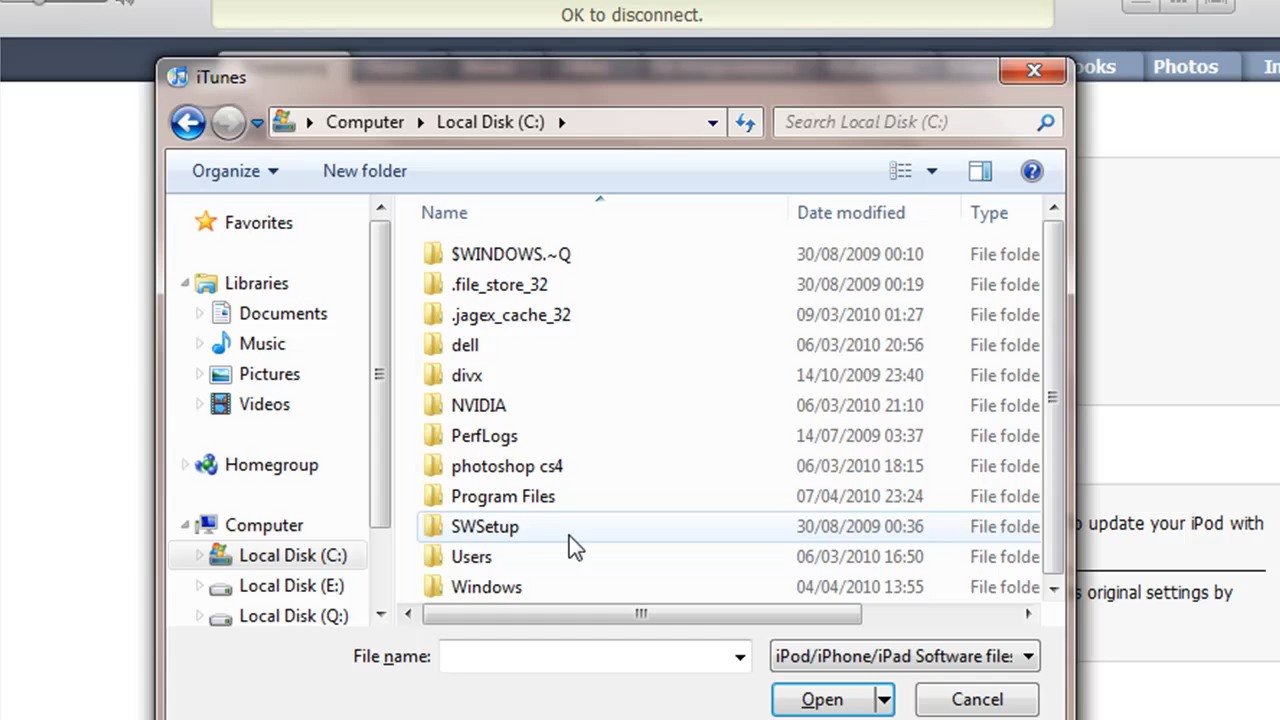 OK to disconnect.
Photos
iTunes
Computer
Local Disk (C:)
Search Local Disk (C:)
Organize
New folder
Favorites
Libraries
Documents
Music
Pictures
Videos
Homegroup
Computer
Local Disk (C:)
Local Disk (E:)
Local Disk (Q:)
Name Date modified Type
$WINDOWS.~Q 30/08/2009 00:10 File folde
.file_store_32 30/08/2009 00:19 File folde
.jagex_cache_32 09/03/2010 01:27 File folde
dell 06/03/2010 20:56 File folde
divx 14/10/2009 23:40 File folde
NVIDIA 06/03/2010 21:10 File folde
PerfLogs 14/07/2009 03:37 File folde
photoshop cs4 06/03/2010 18:15 File folde
Program Files 07/04/2010 23:24 File folde
SWSetup 30/08/2009 00:36 File folde
Users 06/03/2010 16:50 File folde
Windows 04/04/2010 13:55 File folde
o update your iPod with
s original settings by
File name:
iPod/iPhone/iPad Software file
Open
Cancel